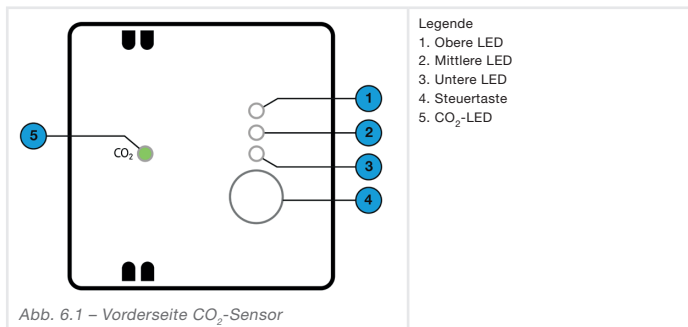 1
2
3
4
5
CO₂
Abb. 6.1 – Vorderseite CO₂-Sensor
Legende
1. Obere LED
2. Mittlere LED
3. Untere LED
4. Steuertaste
5. CO₂-LED